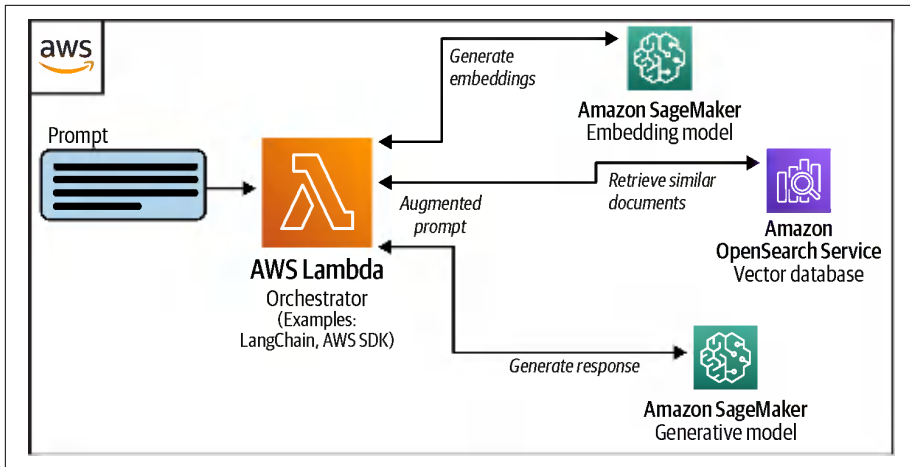 aws
Prompt
Generate
embeddings
Amazon SageMaker
Embedding model
Retrieve similar
documents
Augmented
prompt
Amazon
OpenSearch Service
Vector database
AWS Lambda
Orchestrator
(Examples:
LangChain, AWS SDK)
Generate response
Amazon SageMaker
Generative model